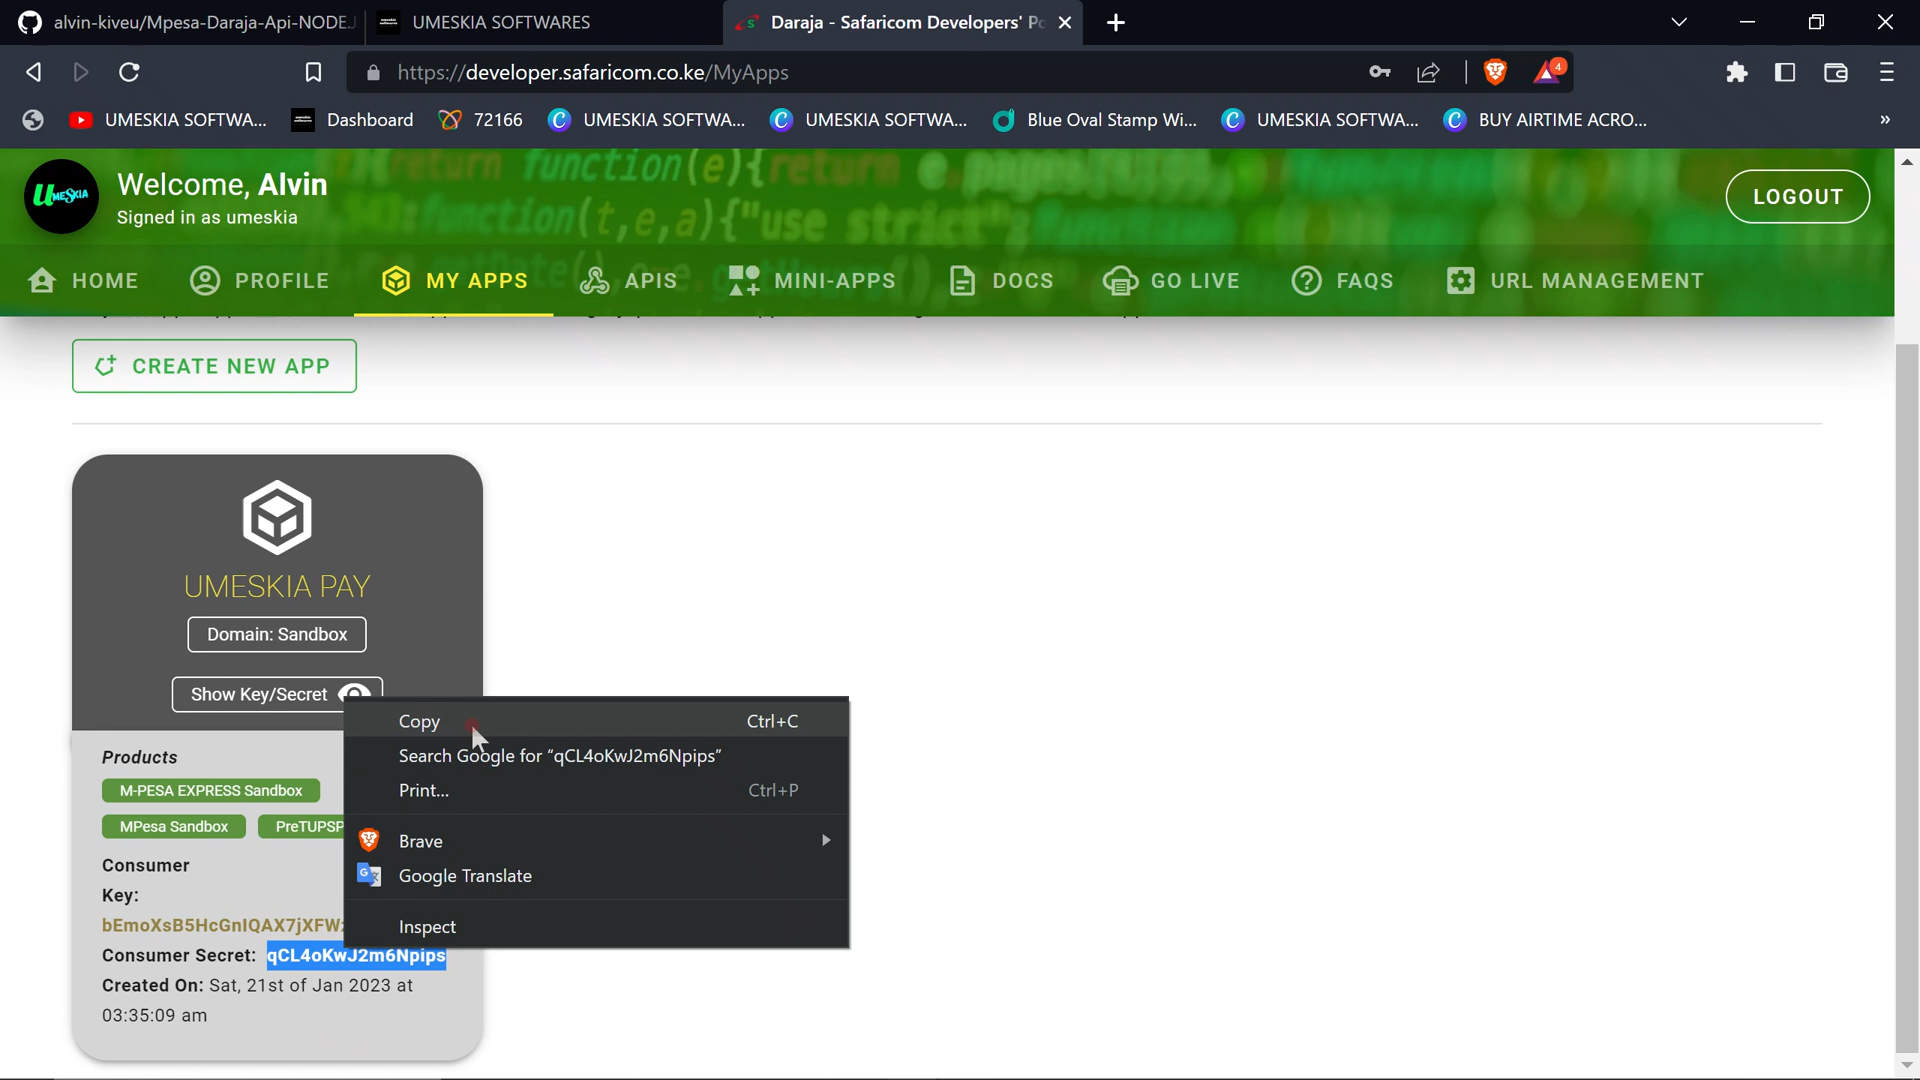 alvin-kiveu/Mpesa-Daraja-Api-NODEJ
UMESKIA SOFTWARES
Daraja - Safaricom Developers' Po
https://developer.safaricom.co.ke/MyApps
4
UMESKIA SOFTWA...
Dashboard
72166
UMESKIA SOFTWA...
UMESKIA SOFTWA...
Blue Oval Stamp Wi...
UMESKIA SOFTWA...
BUY AIRTIME ACRO...
»
UMESKIA
Welcome, Alvin
Signed in as umeskia
LOGOUT
HOME
PROFILE
MY APPS
APIS
MINI-APPS
DOCS
GO LIVE
FAQS
URL MANAGEMENT
CREATE NEW APP
UMESKIA PAY
Domain: Sandbox
Show Key/Secret
Copy Ctrl+C
Search Google for “qCL4oKwJ2m6Npips”
Print... Ctrl+P
Brave
Google Translate
Inspect
Products
M-PESA EXPRESS Sandbox
MPesa Sandbox
PreTUPSP
Consumer
Key:
bEmoXsB5HcGnIQAX7jXFW
Consumer Secret: qCL4oKwJ2m6Npips
Created On: Sat, 21st of Jan 2023 at
03:35:09 am